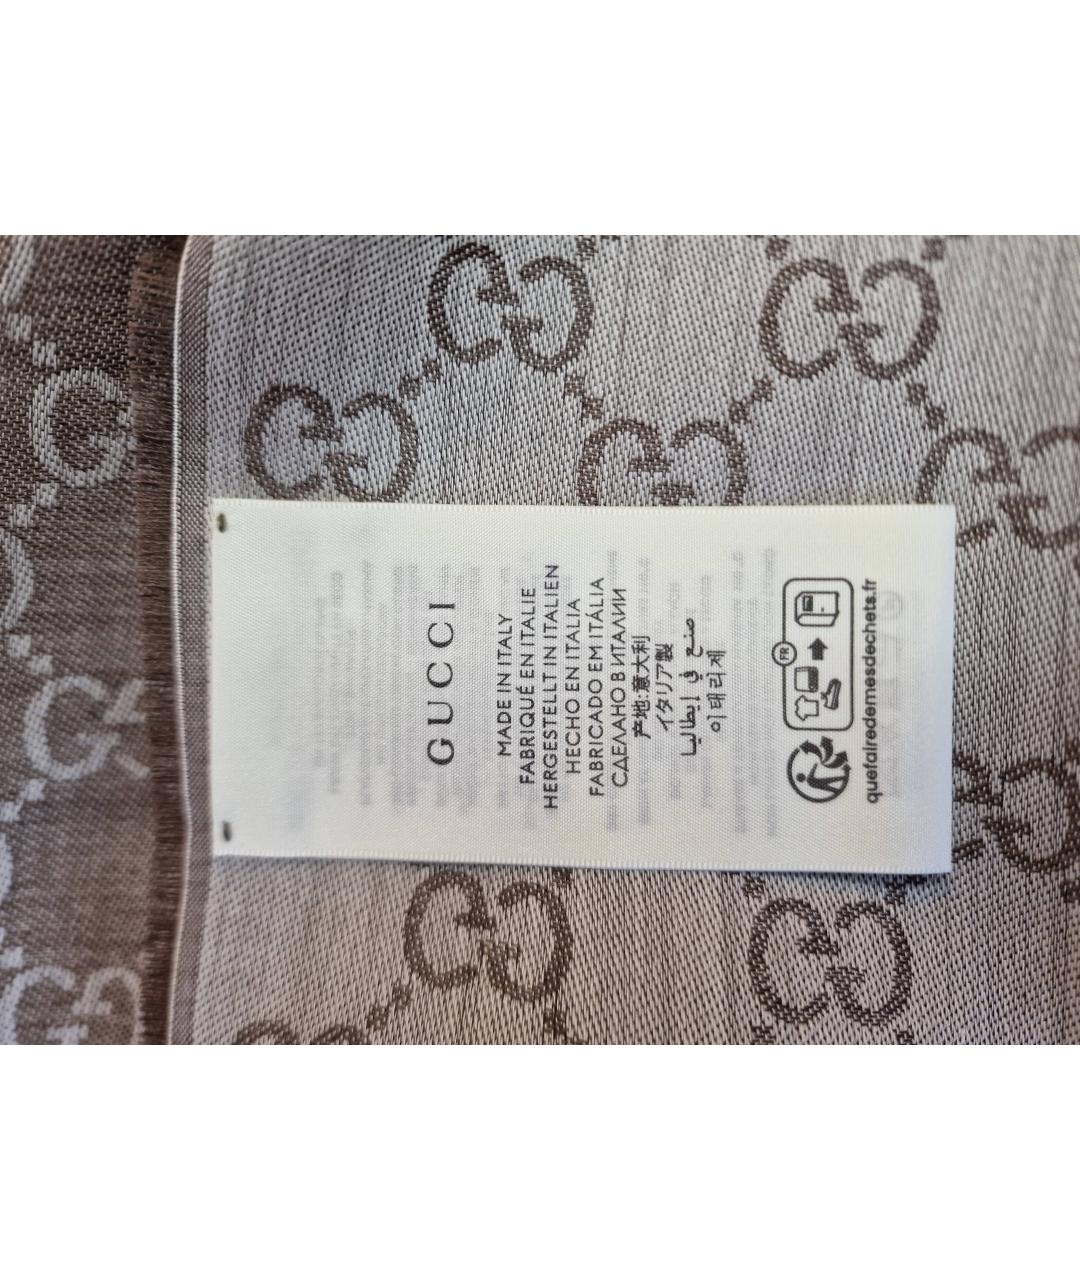 GUCCI
MADE IN ITALY
FABRIQUÉ EN ITALIE
HERGESTELLT IN ITALIEN
HECHO EN ITALIA
FABRICADO EM ITÁLIA
СДЕЛАНО В ИТАЛИИ
产地:意大利
イタリア製
صنع في إيطاليا
이태리제
FR
quefairedemesdechets.fr